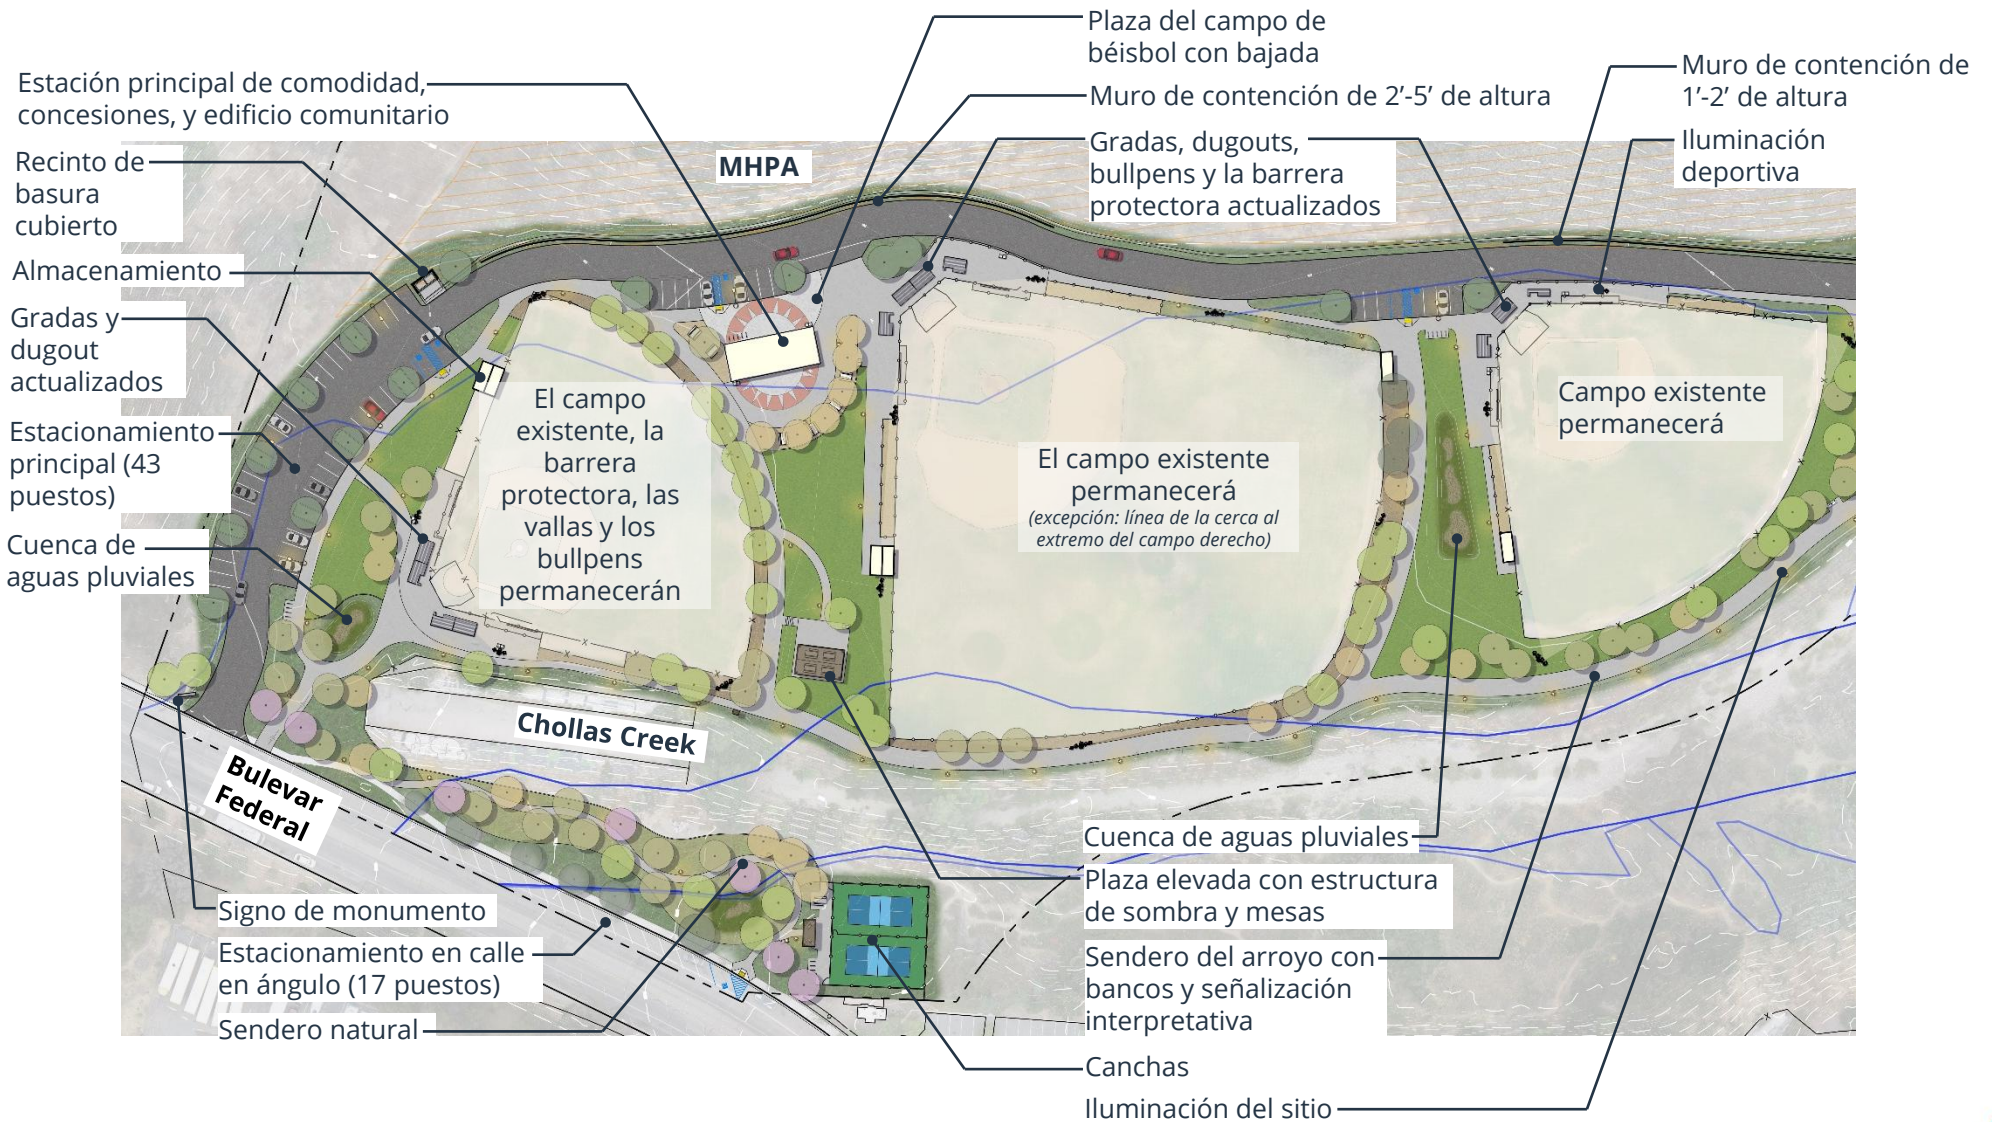 Plaza del campo de
béisbol con bajada
Muro de contención de
1’-2’ de altura
Estación principal de comodidad,
concesiones, y edificio comunitario
Muro de contención de 2’-5’ de altura
Gradas, dugouts,
bullpens y la barrera
protectora actualizados
Iluminación
deportiva
Recinto de
basura
cubierto
MHPA
Almacenamiento
Gradas y
dugout
actualizados
Estacionamiento
principal (43
puestos)
Cuenca de
aguas pluviales
El campo
existente, la
barrera
protectora, las
vallas y los
bullpens
permanecerán
El campo existente
permanecerá
(excepción: línea de la cerca al
extremo del campo derecho)
Campo existente
permanecerá
Chollas Creek
Bulevar
Federal
Signo de monumento
Estacionamiento en calle
en ángulo (17 puestos)
Sendero natural
Cuenca de aguas pluviales
Plaza elevada con estructura
de sombra y mesas
Sendero del arroyo con
bancos y señalización
interpretativa
Canchas
Iluminación del sitio